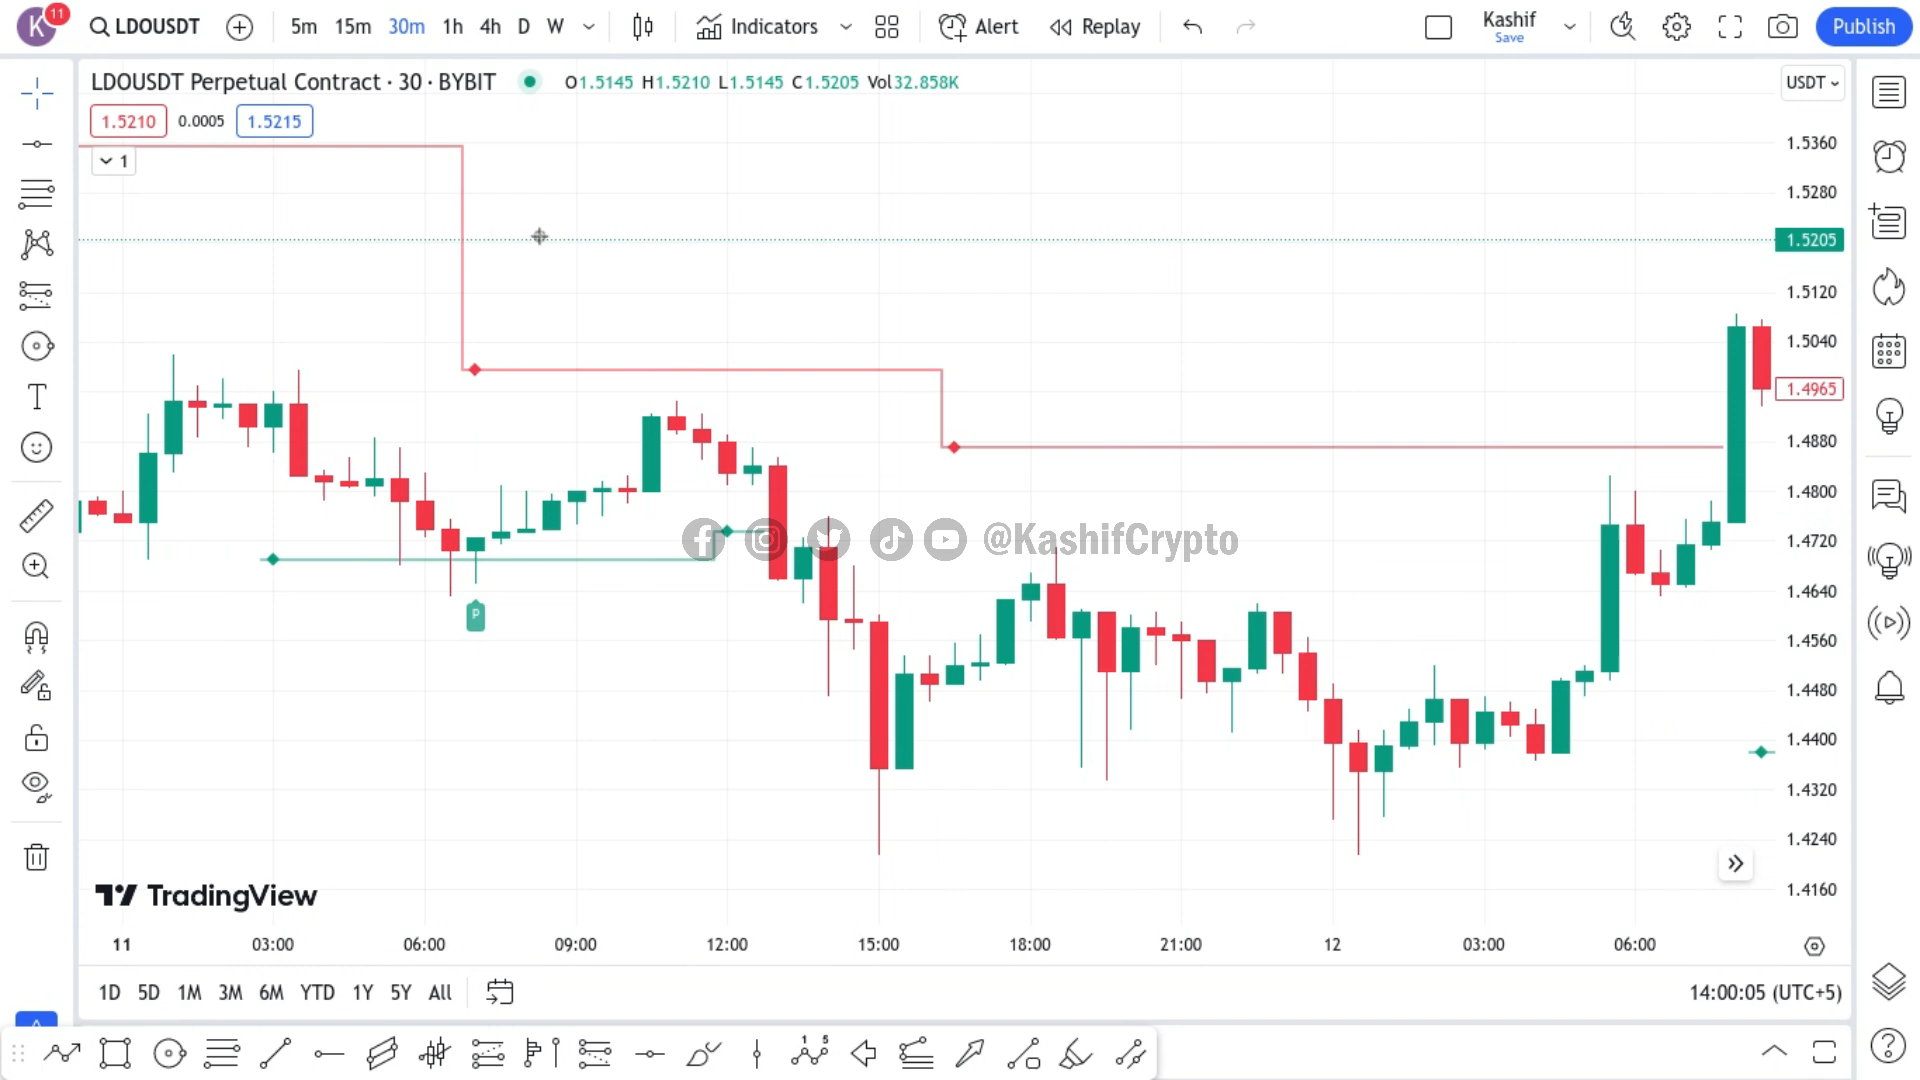 K 11 LDOUSDT 5m 15m 30m 1h 4h D W Indicators Alert Replay Kashif Save Publish
LDOUSDT Perpetual Contract · 30 · BYBIT O1.5145 H1.5210 L1.5145 C1.5205 Vol32.858K USDT
1.5210 0.0005 1.5215
1
1.5360
1.5280
1.5205
1.5120
1.5040
1.4965
1.4880
1.4800
1.4720
1.4640
1.4560
1.4480
1.4400
1.4320
1.4240
1.4160
@KashifCrypto
P
TradingView
11 03:00 06:00 09:00 12:00 15:00 18:00 21:00 12 03:00 06:00
1D 5D 1M 3M 6M YTD 1Y 5Y All 14:00:05 (UTC+5)
1 5